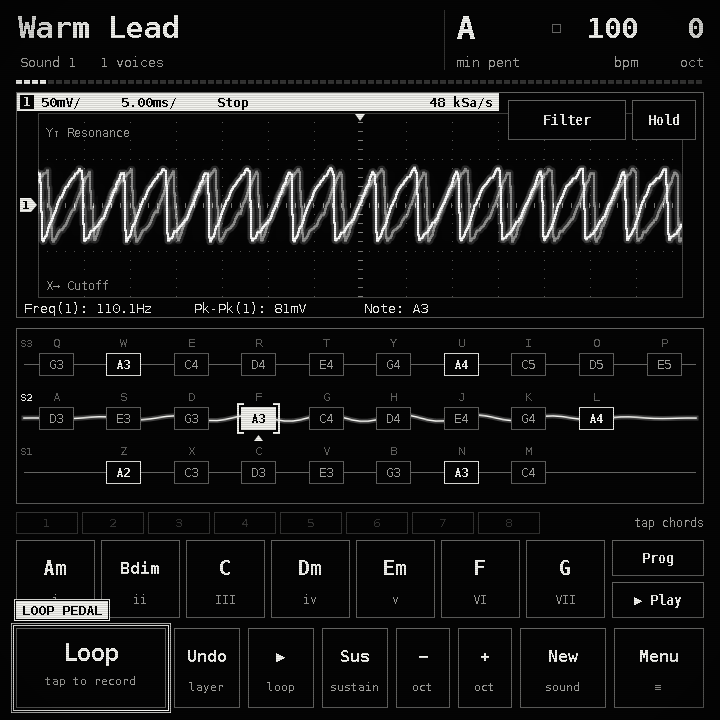 Warm Lead A □ 100 0
Sound 1 1 voices min pent bpm oct
1 50mV/ 5.00ms/ Stop 48 kSa/s
Filter Hold
Y↑ Resonance
1
X→ Cutoff
Freq(1): 110.1Hz Pk-Pk(1): 81mV Note: A3
S3 Q W E R T Y U I O P
G3 A3 C4 D4 E4 G4 A4 C5 D5 E5
S2 A S D F G H J K L
D3 E3 G3 A3 C4 D4 E4 G4 A4
S1 Z X C V B N M
A2 C3 D3 E3 G3 A3 C4
1 2 3 4 5 6 7 8 tap chords
Am Bdim C Dm Em F G Prog
i ii III iv v VI VII ▶ Play
LOOP PEDAL
Loop Undo ▶ Sus − + New Menu
tap to record layer loop sustain oct oct sound ≡